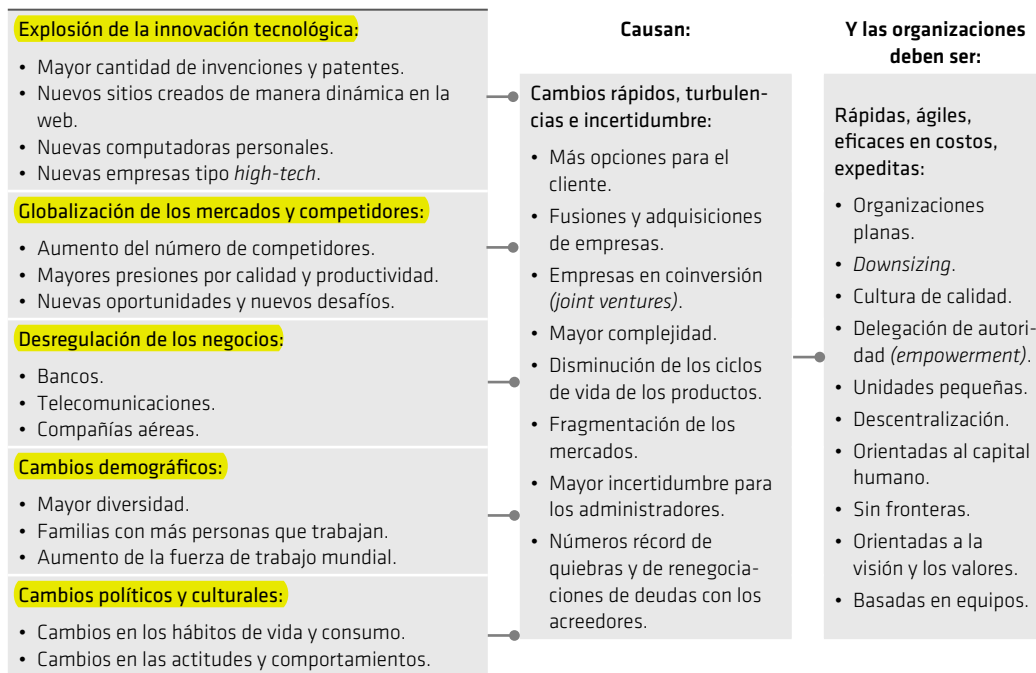 Explosión de la innovación tecnológica:
• Mayor cantidad de invenciones y patentes.
• Nuevos sitios creados de manera dinámica en la
web.
• Nuevas computadoras personales.
• Nuevas empresas tipo high-tech.
Globalización de los mercados y competidores:
• Aumento del número de competidores.
• Mayores presiones por calidad y productividad.
• Nuevas oportunidades y nuevos desafíos.
Desregulación de los negocios:
• Bancos.
• Telecomunicaciones.
• Compañías aéreas.
Cambios demográficos:
• Mayor diversidad.
• Familias con más personas que trabajan.
• Aumento de la fuerza de trabajo mundial.
Cambios políticos y culturales:
• Cambios en los hábitos de vida y consumo.
• Cambios en las actitudes y comportamientos.
Causan:
Cambios rápidos, turbulen-
cias e incertidumbre:
• Más opciones para el
cliente.
• Fusiones y adquisiciones
de empresas.
• Empresas en coinversión
(joint ventures).
• Mayor complejidad.
• Disminución de los ciclos
de vida de los productos.
• Fragmentación de los
mercados.
• Mayor incertidumbre para
los administradores.
• Números récord de
quiebras y de renegocia-
ciones de deudas con los
acreedores.
Y las organizaciones
deben ser:
Rápidas, ágiles,
eficaces en costos,
expeditas:
• Organizaciones
planas.
• Downsizing.
• Cultura de calidad.
• Delegación de autori-
dad (empowerment).
• Unidades pequeñas.
• Descentralización.
• Orientadas al capital
humano.
• Sin fronteras.
• Orientadas a la
visión y los valores.
• Basadas en equipos.